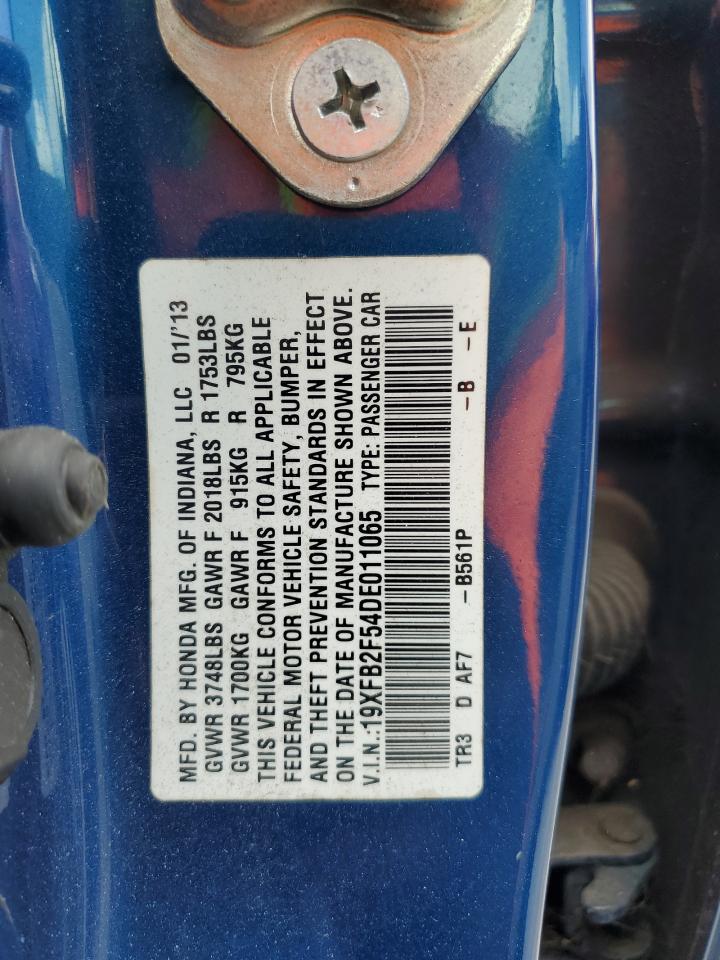 MFD. BY HONDA MFG. OF INDIANA, LLC 01/'13
GVWR 3748LBS GAWR F 2018LBS R 1753LBS
GVWR 1700KG GAWR F 915KG R 795KG
THIS VEHICLE CONFORMS TO ALL APPLICABLE
FEDERAL MOTOR VEHICLE SAFETY, BUMPER,
AND THEFT PREVENTION STANDARDS IN EFFECT
ON THE DATE OF MANUFACTURE SHOWN ABOVE.
V.I.N.:19XFB2F54DE011065 TYPE: PASSENGER CAR
TR3 D AF7 -B561P -B -E